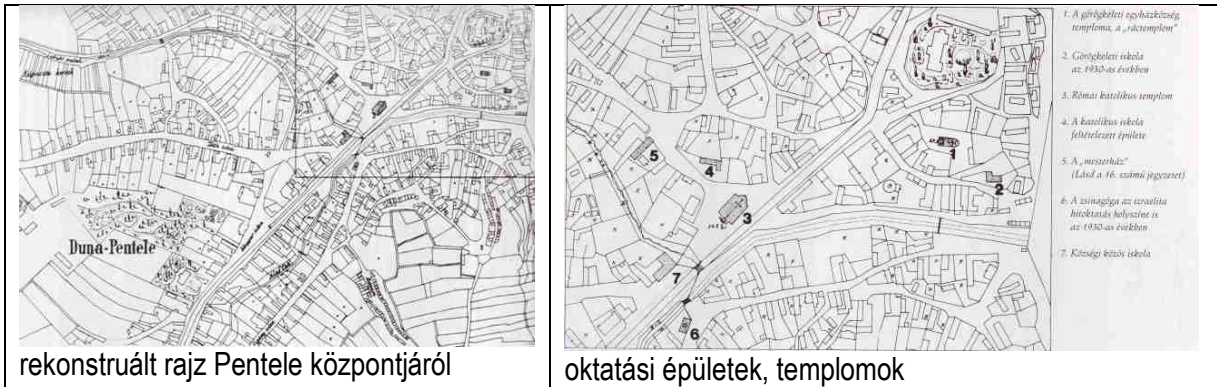 Duna-Pentele
rekonstruált rajz Pentele központjáról
1. A görögkeleti egyházközség
temploma, a „ráctemplom”
2. Görögkeleti iskola
az 1930-as években
3. Római katolikus templom
4. A katolikus iskola
feltételezett épülete
5. A „mesterház”
(Lásd a 16. számú jegyzetet)
6. A zsinagóga az izraelita
hitoktatás helyszíne is
az 1930-as években
7. Községi közös iskola
5
4
3
1
2
7
6
oktatási épületek, templomok